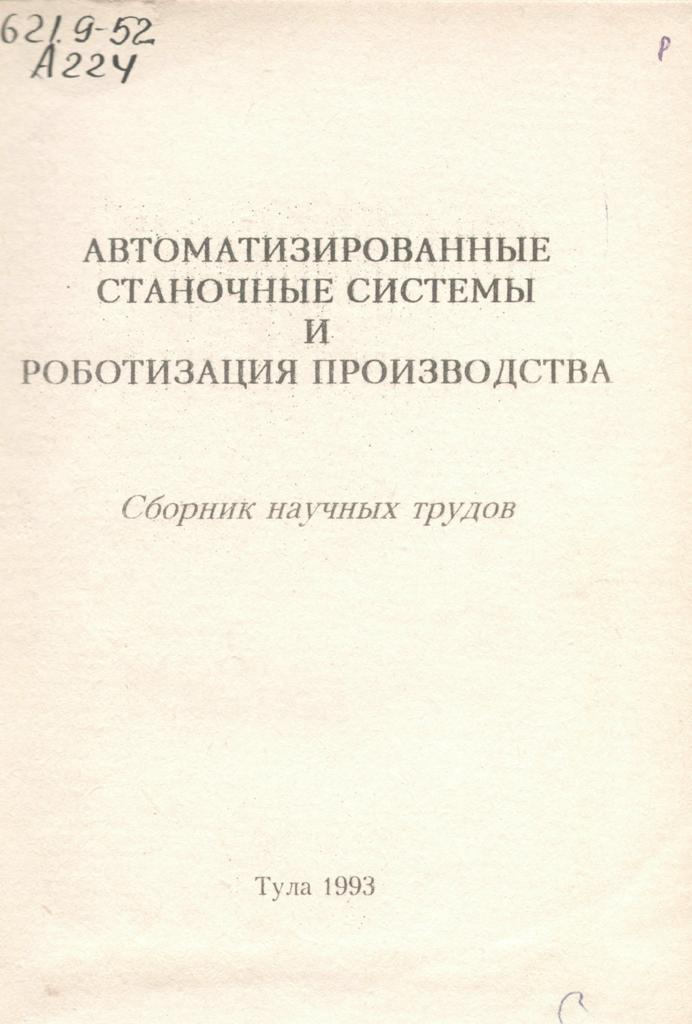 621.9-52
А224
р
АВТОМАТИЗИРОВАННЫЕ
СТАНОЧНЫЕ СИСТЕМЫ
И
РОБОТИЗАЦИЯ ПРОИЗВОДСТВА
Сборник научных трудов
Тула 1993